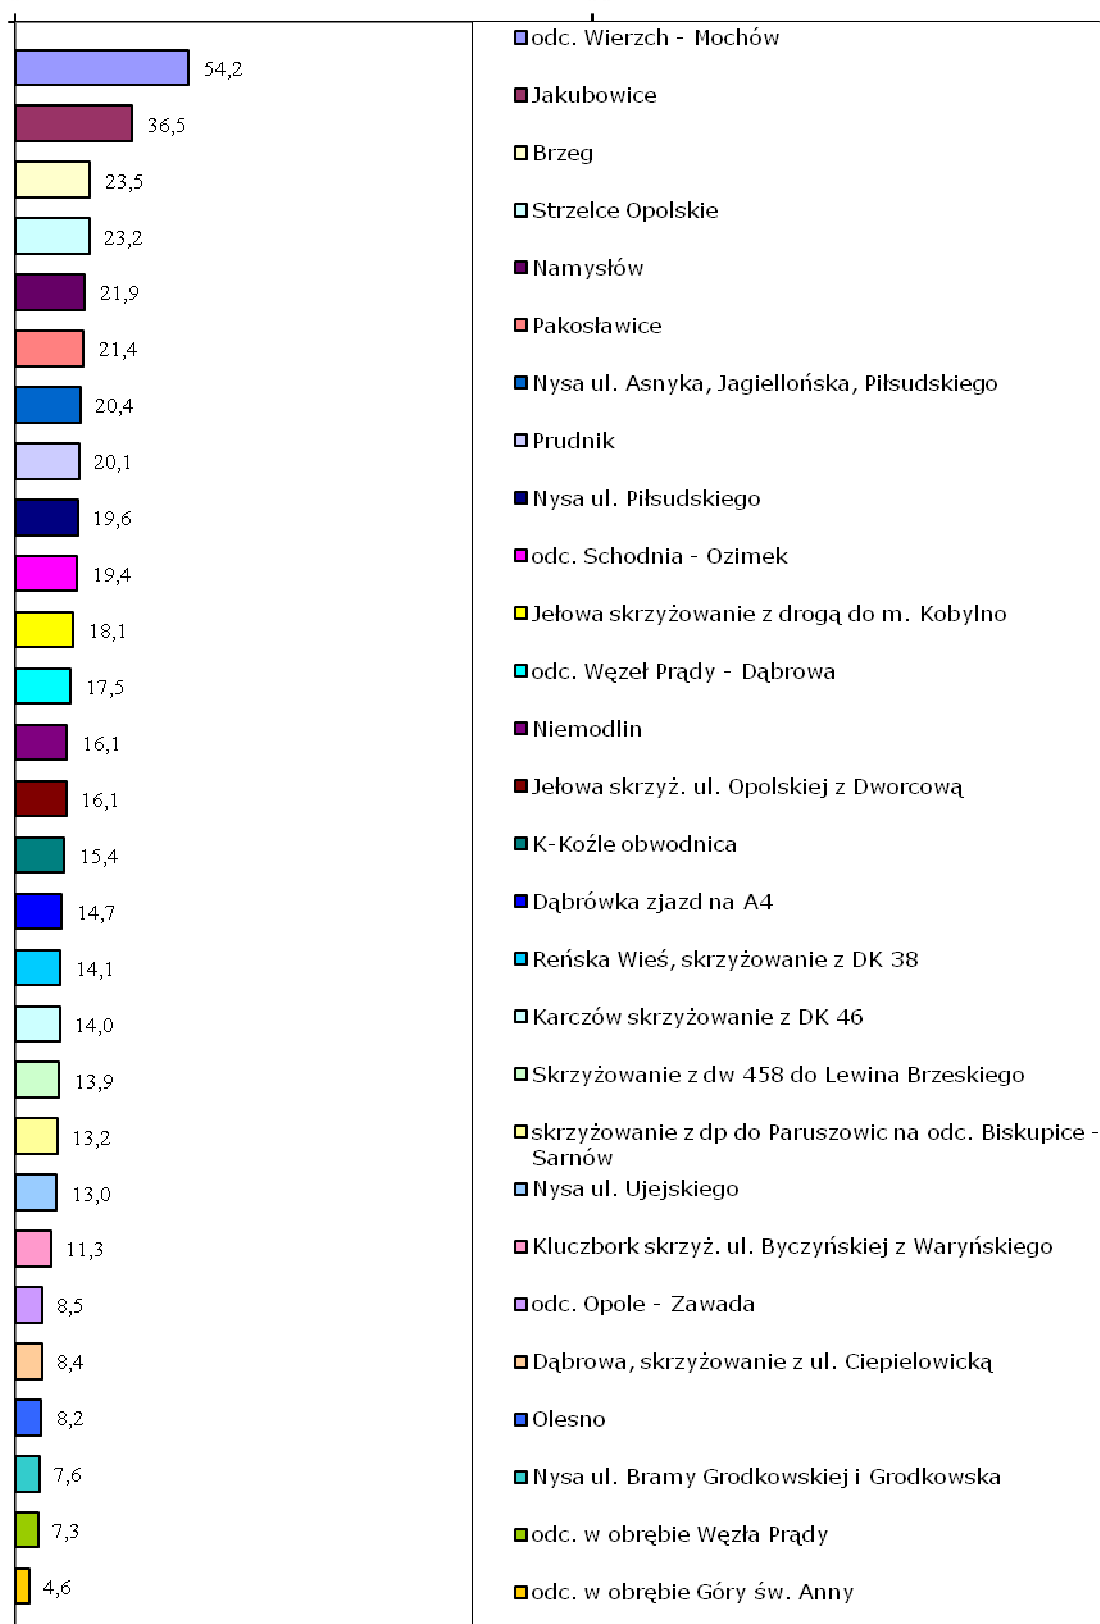 54,2
36,5
23,5
23,2
21,9
21,4
20,4
20,1
19,6
19,4
18,1
17,5
16,1
16,1
15,4
14,7
14,1
14,0
13,9
13,2
13,0
11,3
8,5
8,4
8,2
7,6
7,3
4,6
odc. Wierzch - Mochów
Jakubowice
Brzeg
Strzelce Opolskie
Namysłów
Pakosławice
Nysa ul. Asnyka, Jagiellońska, Piłsudskiego
Prudnik
Nysa ul. Piłsudskiego
odc. Schodnia - Ozimek
Jełowa skrzyżowanie z drogą do m. Kobylno
odc. Węzeł Prądy - Dąbrowa
Niemodlin
Jełowa skrzyż. ul. Opolskiej z Dworcową
K-Koźle obwodnica
Dąbrówka zjazd na A4
Reńska Wieś, skrzyżowanie z DK 38
Karczów skrzyżowanie z DK 46
Skrzyżowanie z dw 458 do Lewina Brzeskiego
skrzyżowanie z dp do Paruszowic na odc. Biskupice -
Sarnów
Nysa ul. Ujejskiego
Kluczbork skrzyż. ul. Byczyńskiej z Waryńskiego
odc. Opole - Zawada
Dąbrowa, skrzyżowanie z ul. Ciepielowicką
Olesno
Nysa ul. Bramy Grodkowskiej i Grodkowska
odc. w obrębie Węzła Prądy
odc. w obrębie Góry św. Anny